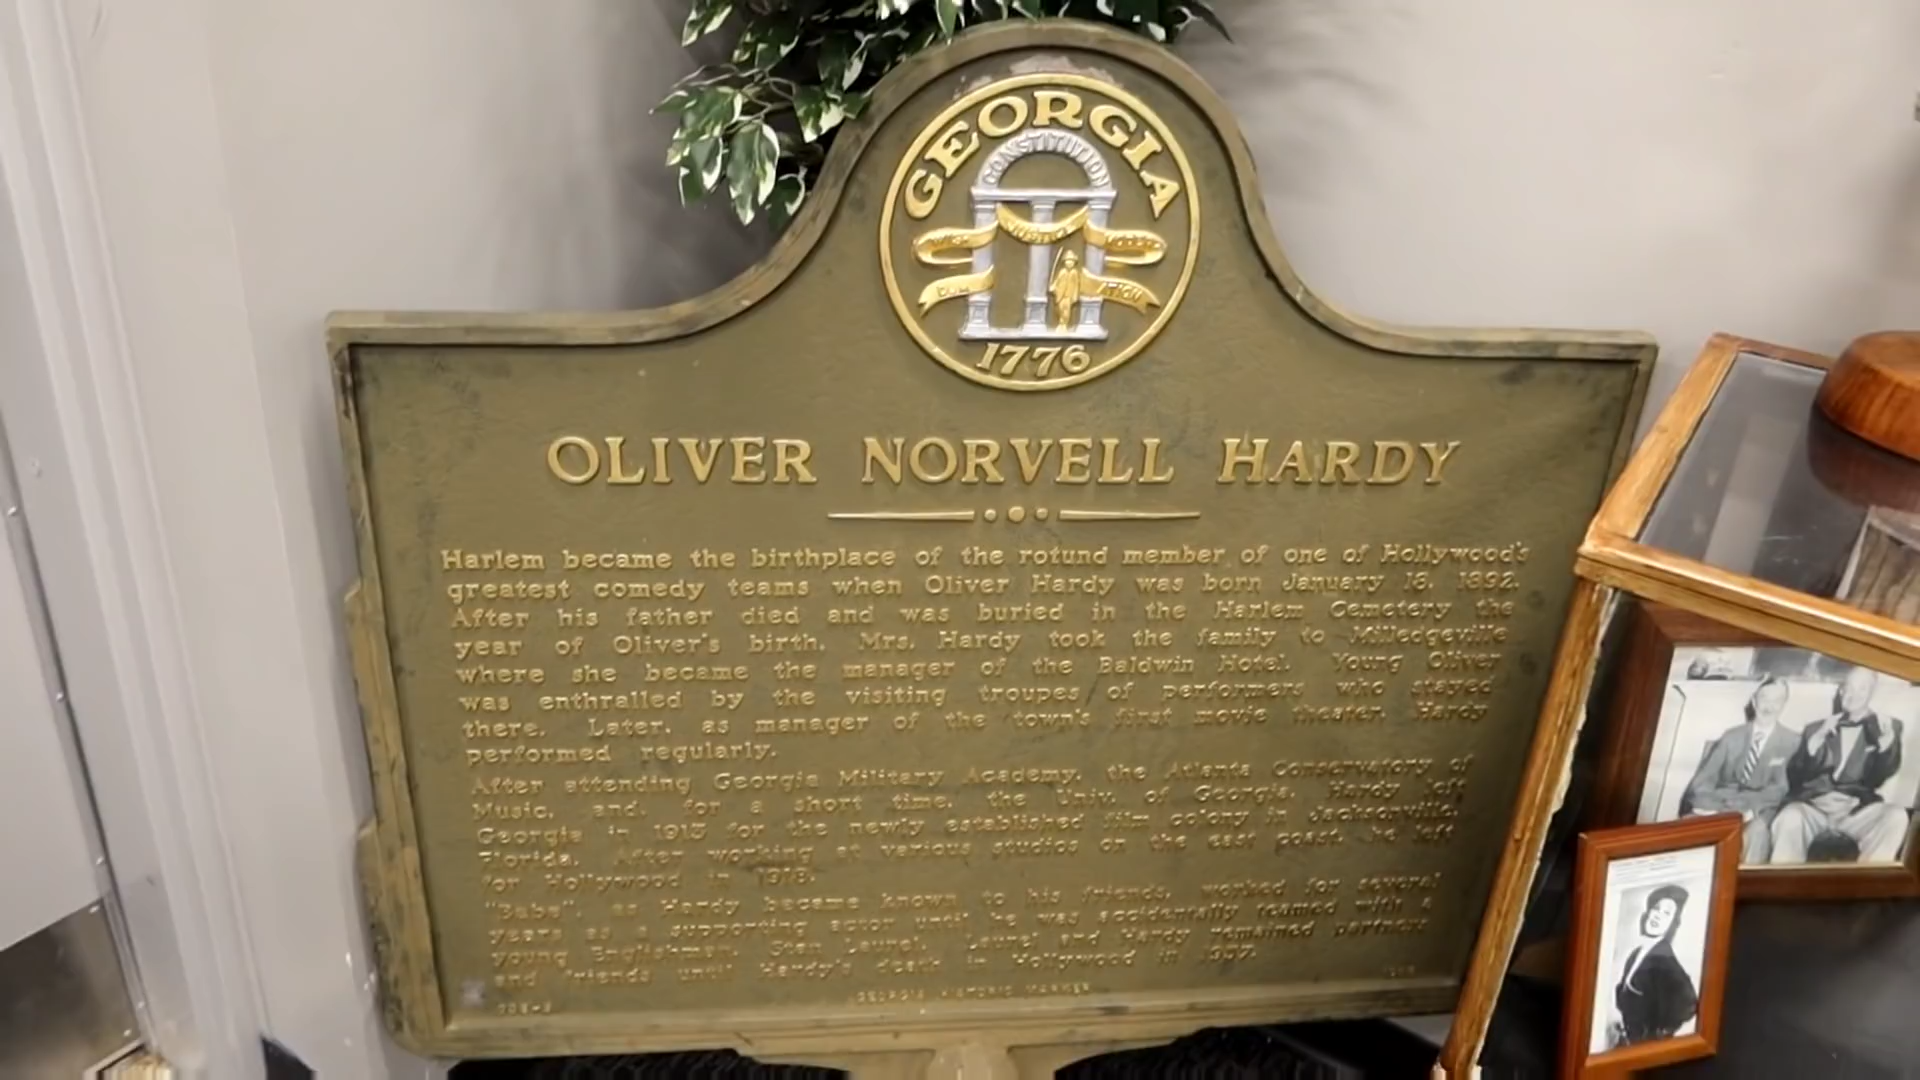 GEORGIA
CONSTITUTION
JUSTICE
1776
OLIVER NORVELL HARDY
Harlem became the birthplace of the rotund member of one of Hollywood's
greatest comedy teams when Oliver Hardy was born January 18, 1892.
After his father died and was buried in the Harlem Cemetery the
year of Oliver's birth, Mrs. Hardy took the family to Milledgeville
where she became the manager of the Baldwin Hotel. Young Oliver
was enthralled by the visiting troupes of performers who stayed
there. Later, as manager of the town's first movie theater, Hardy
performed regularly.
After attending Georgia Military Academy, the Atlanta Conservatory of
Music, and, for a short time, the Univ. of Georgia, Hardy left
Georgia in 1913 for the newly established film colony in Jacksonville,
Florida. After working at various studios on the east coast, he left
for Hollywood in 1918.
"Babe", as Hardy became known to his friends, worked for several
years as a supporting actor until he was accidentally teamed with a
young Englishman, Stan Laurel. Laurel and Hardy remained partners
and friends until Hardy's death in Hollywood in 1957.
GEORGIA HISTORIC MARKER